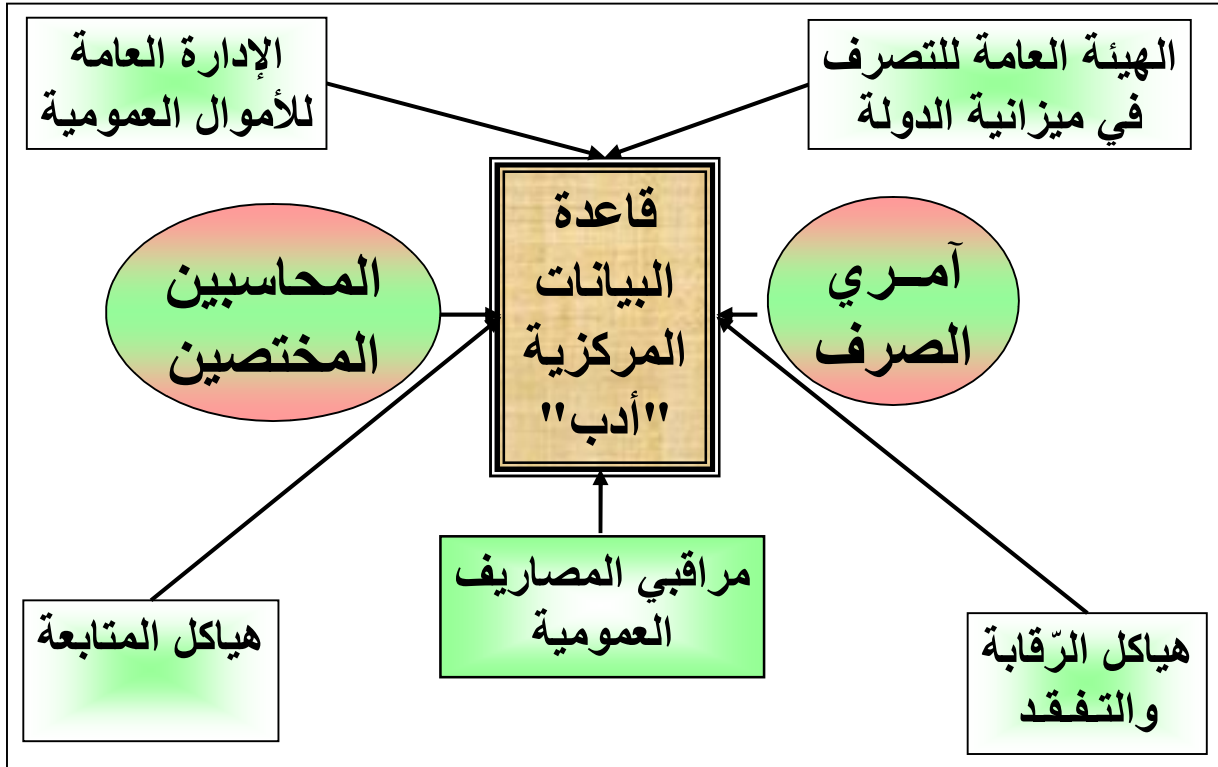 الهيئة العامة للتصرف
في ميزانية الدولة
الإدارة العامة
للأموال العمومية
قاعدة
البيانات
المركزية
"أدب"
آمــري
الصرف
المحاسبين
المختصين
مراقبي المصاريف
العمومية
هياكل الرّقابة
والتـفـقـد
هياكل المتابعة